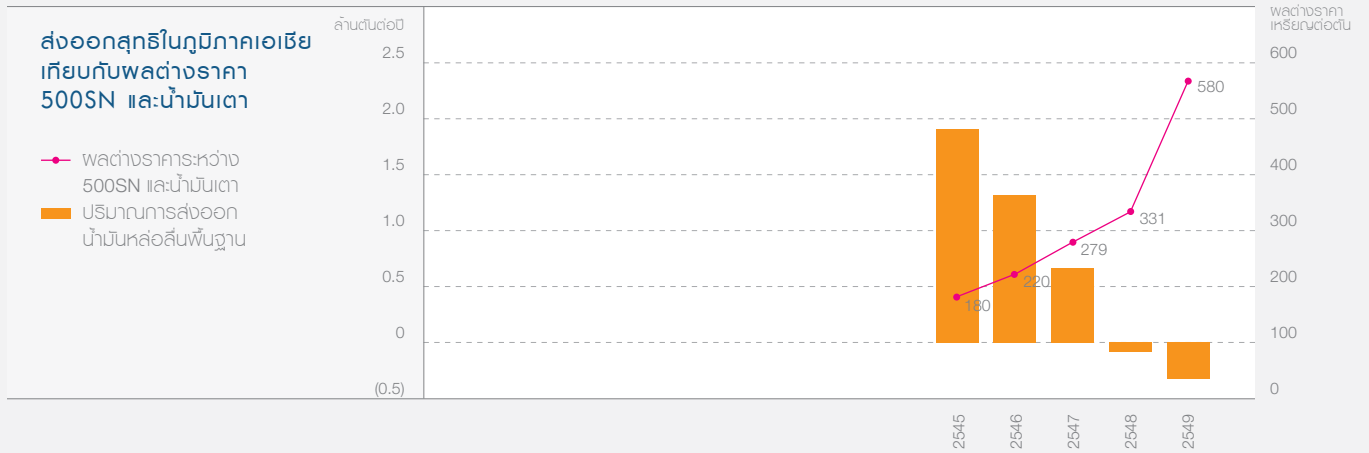 ส่งออกสุทธิในภูมิภาคเอเชีย
เทียบกับผลต่างราคา
500SN และน้ำมันเตา
ผลต่างราคาระหว่าง
500SN และน้ำมันเตา
ปริมาณการส่งออก
น้ำมันหล่อลื่นพื้นฐาน
ล้านตันต่อปี
2.5
2.0
1.5
1.0
0.5
0
(0.5)
180
220
279
331
580
ผลต่างราคา
เหรียญต่อตัน
600
500
400
300
200
100
0
2545
2546
2547
2548
2549